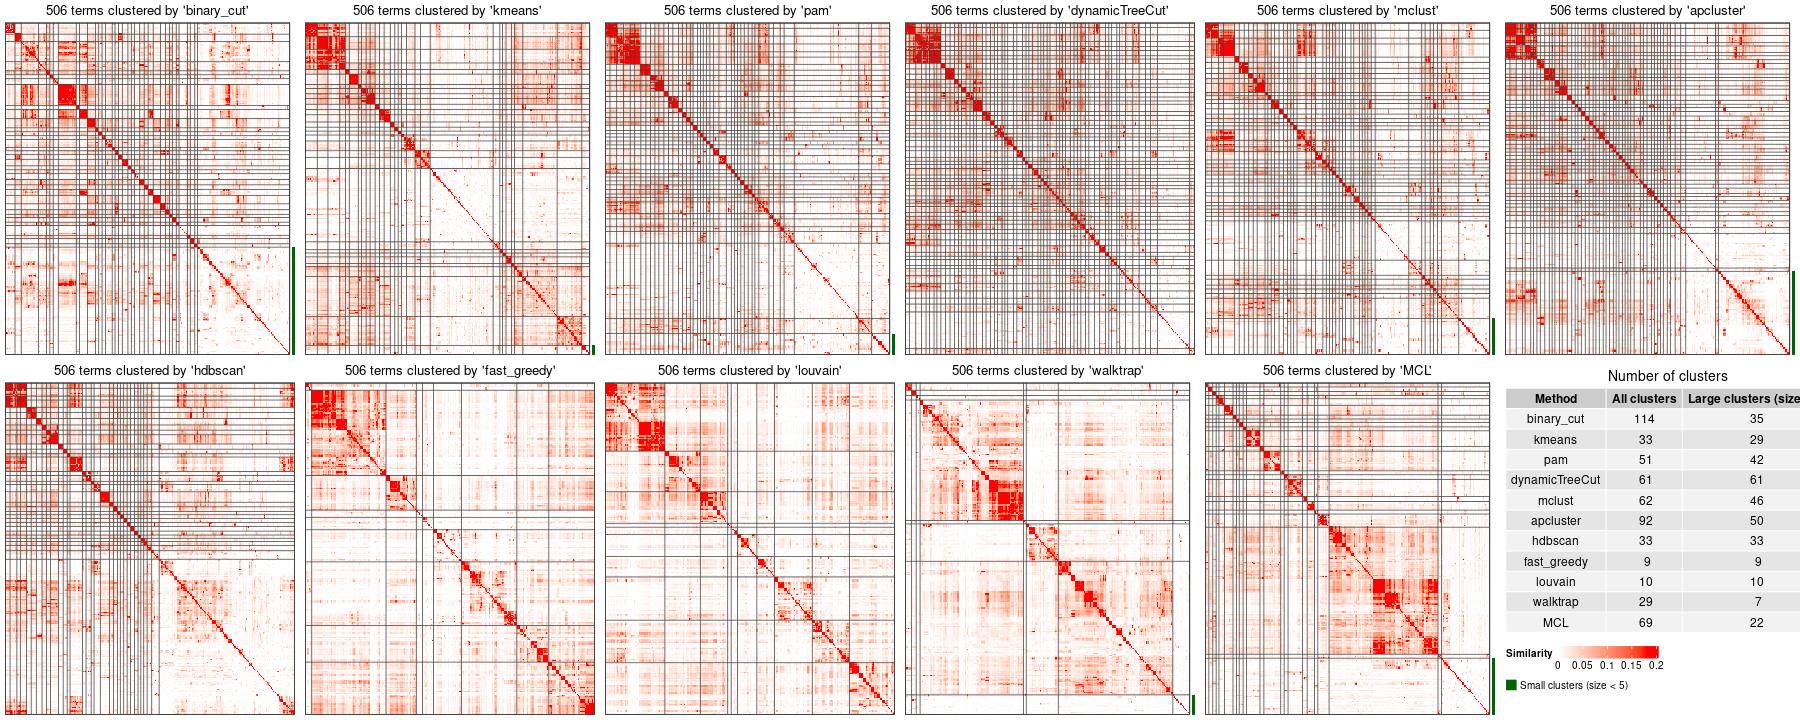 506 terms clustered by 'binary_cut'
506 terms clustered by 'kmeans'
506 terms clustered by 'pam'
506 terms clustered by 'dynamicTreeCut'
506 terms clustered by 'mclust'
506 terms clustered by 'apcluster'
506 terms clustered by 'hdbscan'
506 terms clustered by 'fast_greedy'
506 terms clustered by 'louvain'
506 terms clustered by 'walktrap'
506 terms clustered by 'MCL'
Number of clusters
Method All clusters Large clusters (size
binary_cut 114 35
kmeans 33 29
pam 51 42
dynamicTreeCut 61 61
mclust 62 46
apcluster 92 50
hdbscan 33 33
fast_greedy 9 9
louvain 10 10
walktrap 29 7
MCL 69 22
Similarity
0 0.05 0.1 0.15 0.2
Small clusters (size < 5)